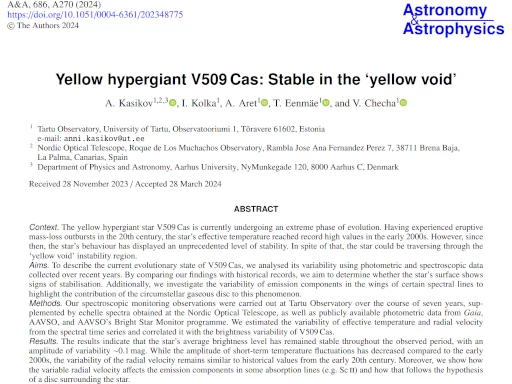 A&A, 686, A270 (2024)
https://doi.org/10.1051/0004-6361/202348775
© The Authors 2024
Astronomy
&
Astrophysics
Yellow hypergiant V509 Cas: Stable in the ‘yellow void’
A. Kasikov1,2,3, I. Kolka1, A. Aret1, T. Eenmäe1, and V. Checha1
1 Tartu Observatory, University of Tartu, Observatooriumi 1, Tõravere 61602, Estonia
e-mail: anni.kasikov@ut.ee
2 Nordic Optical Telescope, Roque de Los Muchachos Observatory, Rambla Jose Ana Fernandez Perez 7, 38711 Brena Baja,
La Palma, Canarias, Spain
3 Department of Physics and Astronomy, Aarhus University, NyMunkegade 120, 8000 Aarhus C, Denmark
Received 28 November 2023 / Accepted 28 March 2024
ABSTRACT
Context. The yellow hypergiant star V509 Cas is currently undergoing an extreme phase of evolution. Having experienced eruptive
mass-loss outbursts in the 20th century, the star’s effective temperature reached record high values in the early 2000s. However, since
then, the star’s behaviour has displayed an unprecedented level of stability. In spite of that, the star could be traversing through the
‘yellow void’ instability region.
Aims. To describe the current evolutionary state of V509 Cas, we analysed its variability using photometric and spectroscopic data
collected over recent years. By comparing our findings with historical records, we aim to determine whether the star’s surface shows
signs of stabilisation. Additionally, we investigate the variability of emission components in the wings of certain spectral lines to
highlight the contribution of the circumstellar gaseous disc to this phenomenon.
Methods. Our spectroscopic monitoring observations were carried out at Tartu Observatory over the course of seven years, sup-
plemented by echelle spectra obtained at the Nordic Optical Telescope, as well as publicly available photometric data from Gaia,
AAVSO, and AAVSO’s Bright Star Monitor programme. We estimated the variability of effective temperature and radial velocity
from the spectral time series and correlated it with the brightness variability of V509 Cas.
Results. The results indicate that the star’s average brightness level has remained stable throughout the observed period, with an
amplitude of variability ~0.1 mag. While the amplitude of short-term temperature fluctuations has decreased compared to the early
2000s, the variability of the radial velocity remains similar to historical values from the early 20th century. Moreover, we show how
the variable radial velocity affects the emission components in some absorption lines (e.g. Sc II) and how that follows the hypothesis
of a disc surrounding the star.